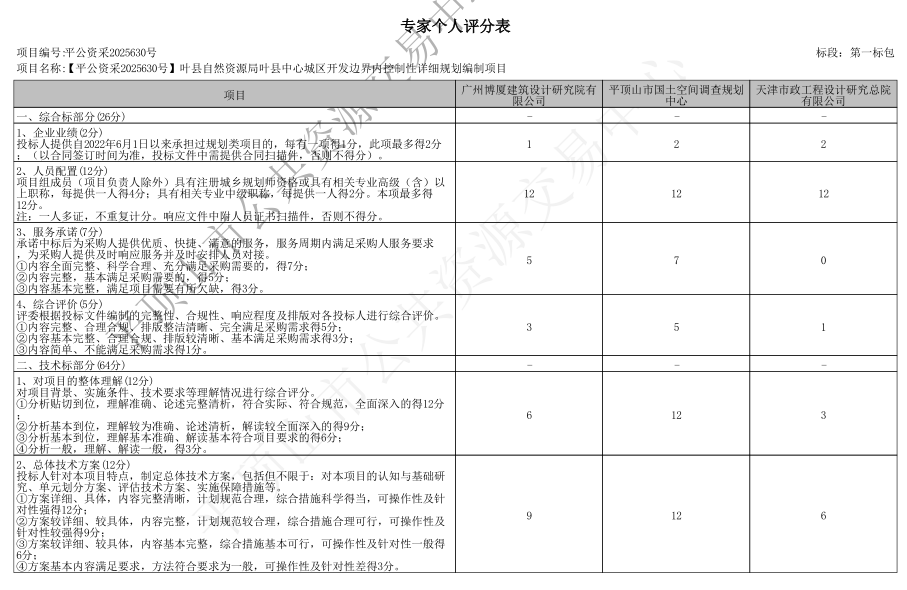 专家个人评分表
项目编号:平公资采2025630号
标段: 第一标包
项目名称:【平公资采2025630号】叶县自然资源局叶县中心城区开发边界内控制性详细规划编制项目
项目
广州博厦建筑设计研究院有
限公司
平顶山市国土空间调查规划
中心
天津市政工程设计研究总院
有限公司
一、综合标部分(26分)
-
-
-
1、企业业绩(2分)
投标人提供自2022年6月1日以来承担过规划类项目的，每有一项得1分，此项最多得2分
；（以合同签订时间为准，投标文件中需提供合同扫描件，否则不得分）。
1
2
2
2、人员配置(12分)
项目组成员（项目负责人除外）具有注册城乡规划师资格或具有相关专业高级（含）以
上职称，每提供一人得4分；具有相关专业中级职称，每提供一人得2分。本项最多得
12分。
注：一人多证，不重复计分。响应文件中附人员证书扫描件，否则不得分。
12
12
12
3、服务承诺(7分)
承诺中标后为采购人提供优质、快捷、满意的服务，服务周期内满足采购人服务要求
，为采购人提供及时响应服务并及时安排人员对接。
①内容全面完整、科学合理、充分满足采购需要的，得7分；
②内容完整，基本满足采购需要的，得5分；
③内容基本完整，满足项目需要有所欠缺，得3分。
5
7
0
4、综合评价(5分)
评委根据投标文件编制的完整性、合规性、响应程度及排版对各投标人进行综合评价。
①内容完整、合理合规、排版整洁清晰、完全满足采购需求得5分；
②内容基本完整、合理合规、排版较清晰、基本满足采购需求得3分；
③内容简单、不能满足采购需求得1分。
3
5
1
二、技术标部分(64分)
-
-
-
1、对项目的整体理解(12分)
对项目背景、实施条件、技术要求等理解情况进行综合评分。
①分析贴切到位，理解准确、论述完整清析，符合实际、符合规范，全面深入的得12分
；
②分析基本到位，理解较为准确、论述清析，解读较全面深入的得9分；
③分析基本到位，理解基本准确、解读基本符合项目要求的得6分；
④分析一般，理解、解读一般，得3分。
6
12
3
2、总体技术方案(12分)
投标人针对本项目特点，制定总体技术方案，包括但不限于：对本项目的认知与基础研
究、单元划分方案、评估技术方案、实施保障措施等。
①方案详细、具体，内容完整清晰，计划规范合理，综合措施科学得当，可操作性及针
对性强得12分；
②方案较详细、较具体，内容完整，计划规范较合理，综合措施合理可行，可操作性及
针对性较强得9分；
③方案较详细、较具体，内容基本完整，综合措施基本可行，可操作性及针对性一般得
6分；
④方案基本内容满足要求，方法符合要求为一般，可操作性及针对性差得3分。
9
12
6
平顶山市公共资源交易中心
平顶山市公共资源交易中心